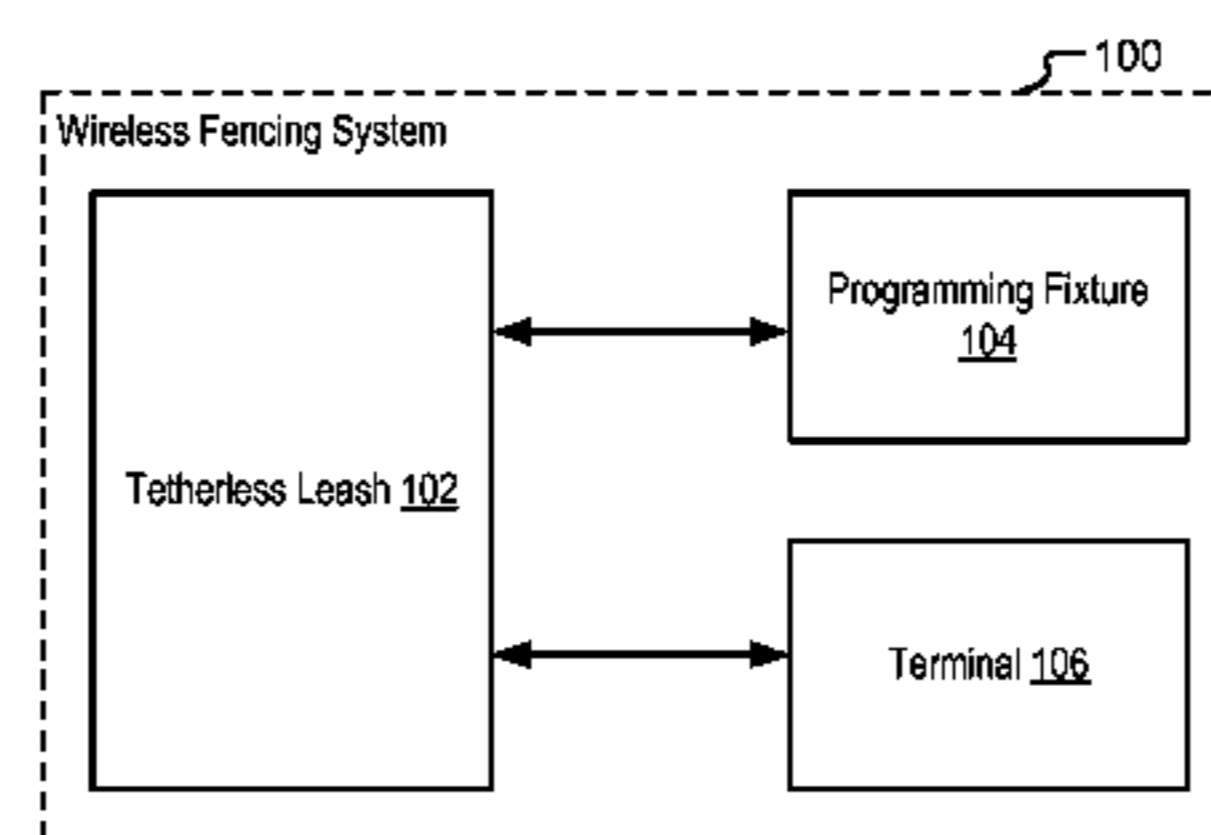 100
Wireless Fencing System
Programming Fixture
104
Tetherless Leash 102
Terminal 106